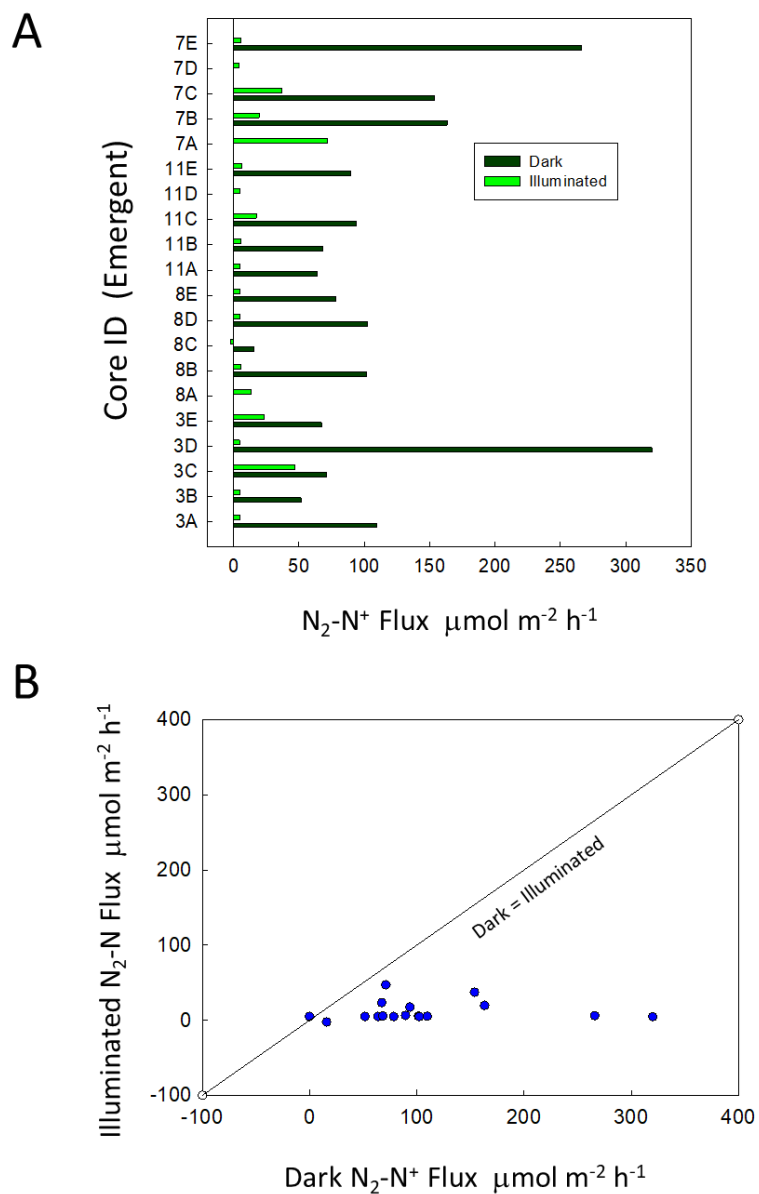 A
7E
7D
7C
7B
7A
11E
11D
11C
11B
11A
8E
8D
8C
8B
8A
3E
3D
3C
3B
3A
Core ID (Emergent)
Dark
Illuminated
0 50 100 150 200 250 300 350
N₂-N⁺ Flux μmol m⁻² h⁻¹
B
400
300
200
100
0
-100
Illuminated N₂-N Flux μmol m⁻² h⁻¹
Dark = Illuminated
-100 0 100 200 300 400
Dark N₂-N⁺ Flux μmol m⁻² h⁻¹